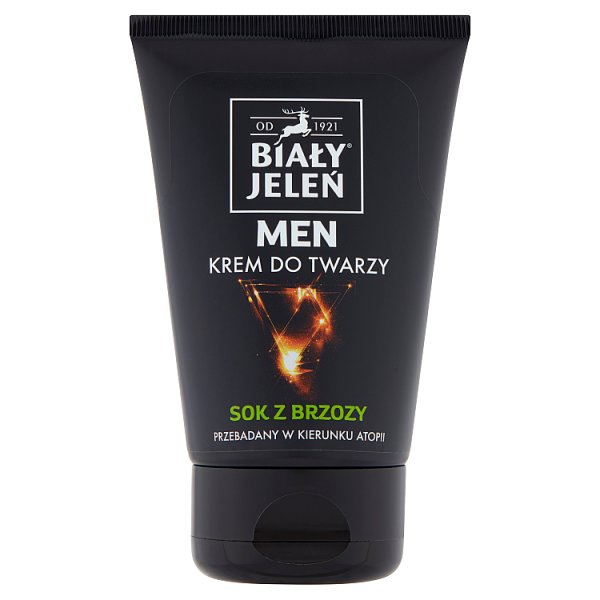 OD 1921
BIAŁY®
JELEŃ
MEN
KREM DO TWARZY
SOK Z BRZOZY
PRZEBADANY W KIERUNKU ATOPII